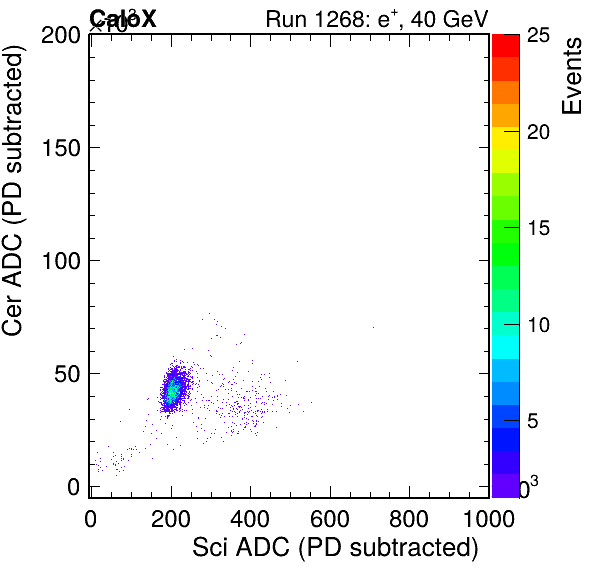 CaloX
×10³
Run 1268: e⁺, 40 GeV
Cer ADC (PD subtracted)
200
150
100
50
0
0 200 400 600 800 1000
Sci ADC (PD subtracted)
Events
25
20
15
10
5
0
3